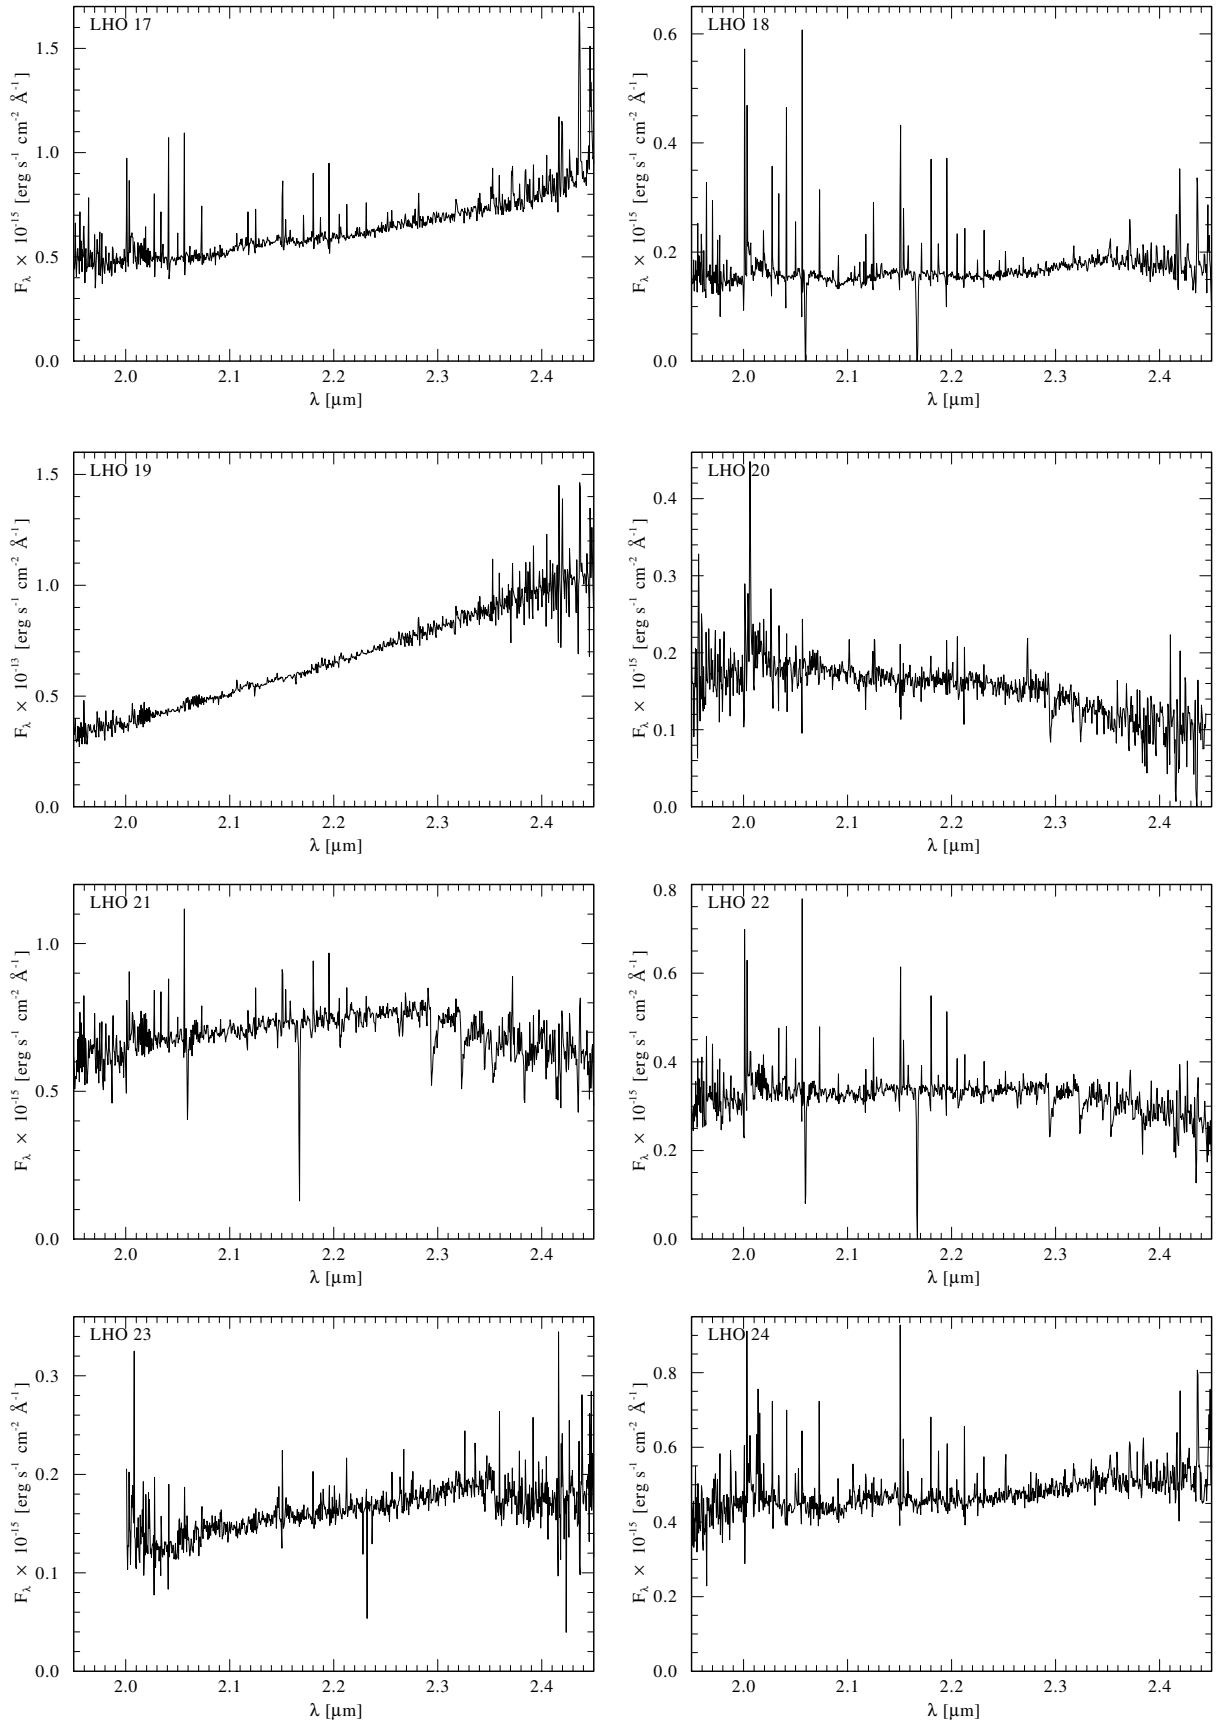 LHO 17
1.5
1.0
0.5
0.0
F_λ × 10^-15 [erg s^-1 cm^-2 Å^-1]
2.0 2.1 2.2 2.3 2.4
λ [μm]
LHO 18
0.6
0.4
0.2
0.0
F_λ × 10^-15 [erg s^-1 cm^-2 Å^-1]
2.0 2.1 2.2 2.3 2.4
λ [μm]
LHO 19
1.5
1.0
0.5
0.0
F_λ × 10^-13 [erg s^-1 cm^-2 Å^-1]
2.0 2.1 2.2 2.3 2.4
λ [μm]
LHO 20
0.4
0.3
0.2
0.1
0.0
F_λ × 10^-15 [erg s^-1 cm^-2 Å^-1]
2.0 2.1 2.2 2.3 2.4
λ [μm]
LHO 21
1.0
0.5
0.0
F_λ × 10^-15 [erg s^-1 cm^-2 Å^-1]
2.0 2.1 2.2 2.3 2.4
λ [μm]
LHO 22
0.8
0.6
0.4
0.2
0.0
F_λ × 10^-15 [erg s^-1 cm^-2 Å^-1]
2.0 2.1 2.2 2.3 2.4
λ [μm]
LHO 23
0.3
0.2
0.1
0.0
F_λ × 10^-15 [erg s^-1 cm^-2 Å^-1]
2.0 2.1 2.2 2.3 2.4
λ [μm]
LHO 24
0.8
0.6
0.4
0.2
0.0
F_λ × 10^-15 [erg s^-1 cm^-2 Å^-1]
2.0 2.1 2.2 2.3 2.4
λ [μm]